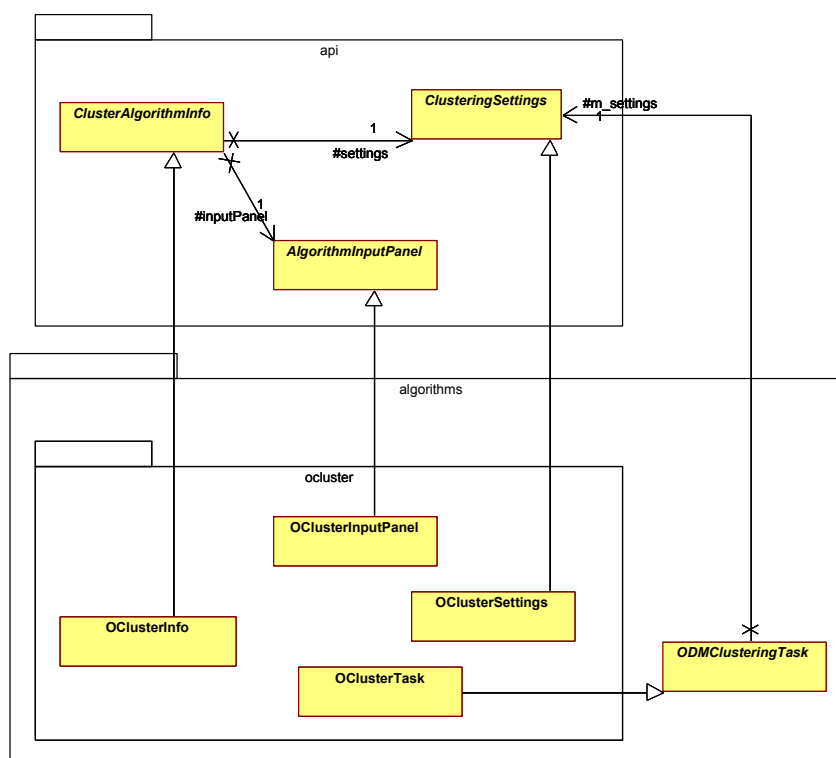 api
ClusterAlgorithmInfo
ClusteringSettings
#m_settings
1
1
#settings
1
#inputPanel
AlgorithmInputPanel
algorithms
ocluster
OClusterInputPanel
OClusterSettings
OClusterInfo
ODMClusteringTask
OClusterTask